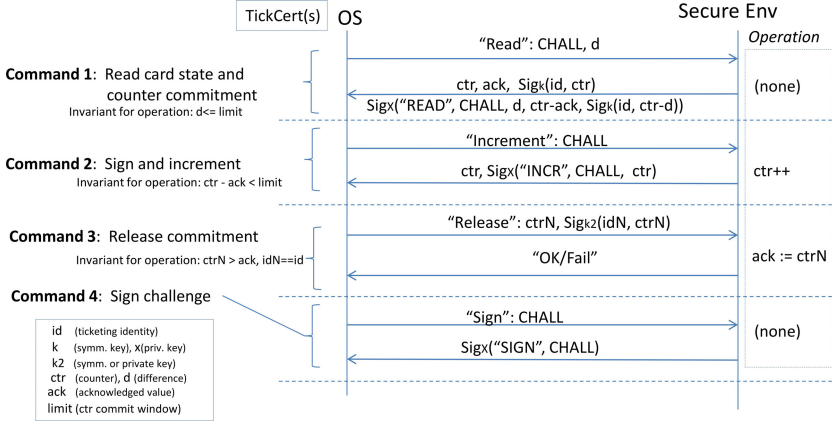 TickCert(s)
OS
Secure Env
Operation
"Read": CHALL, d
Command 1: Read card state and
counter commitment
Invariant for operation: d<= limit
ctr, ack, Sigk(id, ctr)
Sigx("READ", CHALL, d, ctr-ack, Sigk(id, ctr-d))
(none)
"Increment": CHALL
Command 2: Sign and increment
Invariant for operation: ctr - ack < limit
ctr, Sigx("INCR", CHALL, ctr)
ctr++
"Release": ctrN, Sigk2(idN, ctrN)
Command 3: Release commitment
Invariant for operation: ctrN > ack, idN==id
"OK/Fail"
ack := ctrN
Command 4: Sign challenge
"Sign": CHALL
Sigx("SIGN", CHALL)
(none)
id (ticketing identity)
k (symm. key), x(priv. key)
k2 (symm. or private key)
ctr (counter), d (difference)
ack (acknowledged value)
limit (ctr commit window)